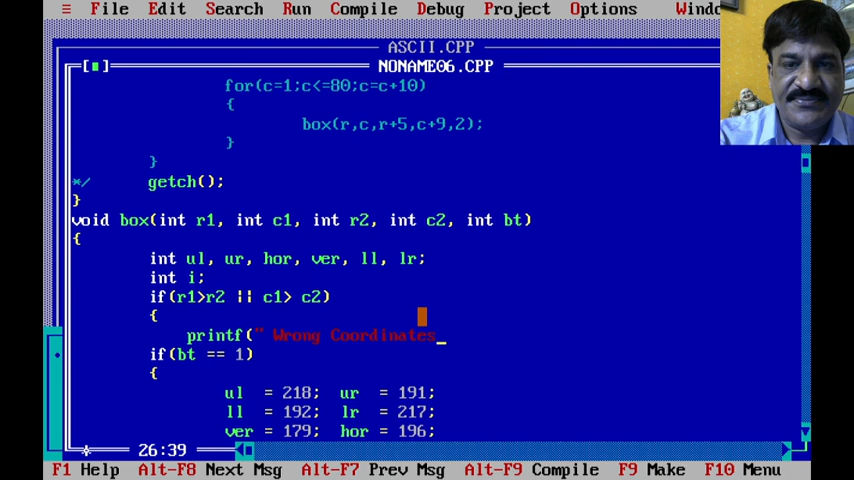 ≡ File Edit Search Run Compile Debug Project Options Windo
ASCII.CPP
NONAME06.CPP
for(c=1;c<=80;c=c+10)
{
box(r,c,r+5,c+9,2);
}
}
*/ getch();
}
void box(int r1, int c1, int r2, int c2, int bt)
{
int ul, ur, hor, ver, ll, lr;
int i;
if(r1>r2 || c1> c2)
{
printf(" Wrong Coordinates_
if(bt == 1)
{
ul = 218; ur = 191;
ll = 192; lr = 217;
ver = 179; hor = 196;
26:39
F1 Help Alt-F8 Next Msg Alt-F7 Prev Msg Alt-F9 Compile F9 Make F10 Menu